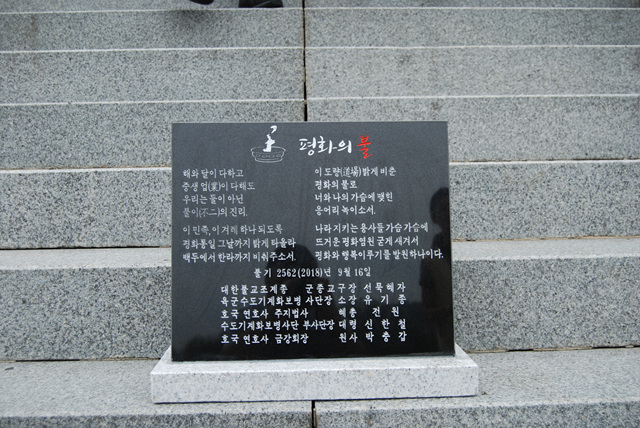 평화의 불
해와 달이 다하고
중생 업(業)이 다해도
우리는 둘이 아닌
불이(不二)의 진리.
이 민족, 이 겨레 하나 되도록
평화통일 그날까지 밝게 타올라
백두에서 한라까지 비춰주소서.
이 도량(道場) 밝게 비춘
평화의 불로
너와 나의 가슴에 맺힌
응어리 녹이소서.
나라 지키는 용사들 가슴 가슴에
뜨거운 평화염원 굳게 새겨서
평화와 행복이루기를 발원하나이다.
불기 2562(2018)년 9월 16일
대한불교조계종 군종교구장 선묵혜자
육군수도기계화보병 사단장 소장 유기종
호국 연호사 주지법사 혜총 진원
수도기계화보병사단 부사단장 대령 신한철
호국 연호사 금강회장 원사 박충갑